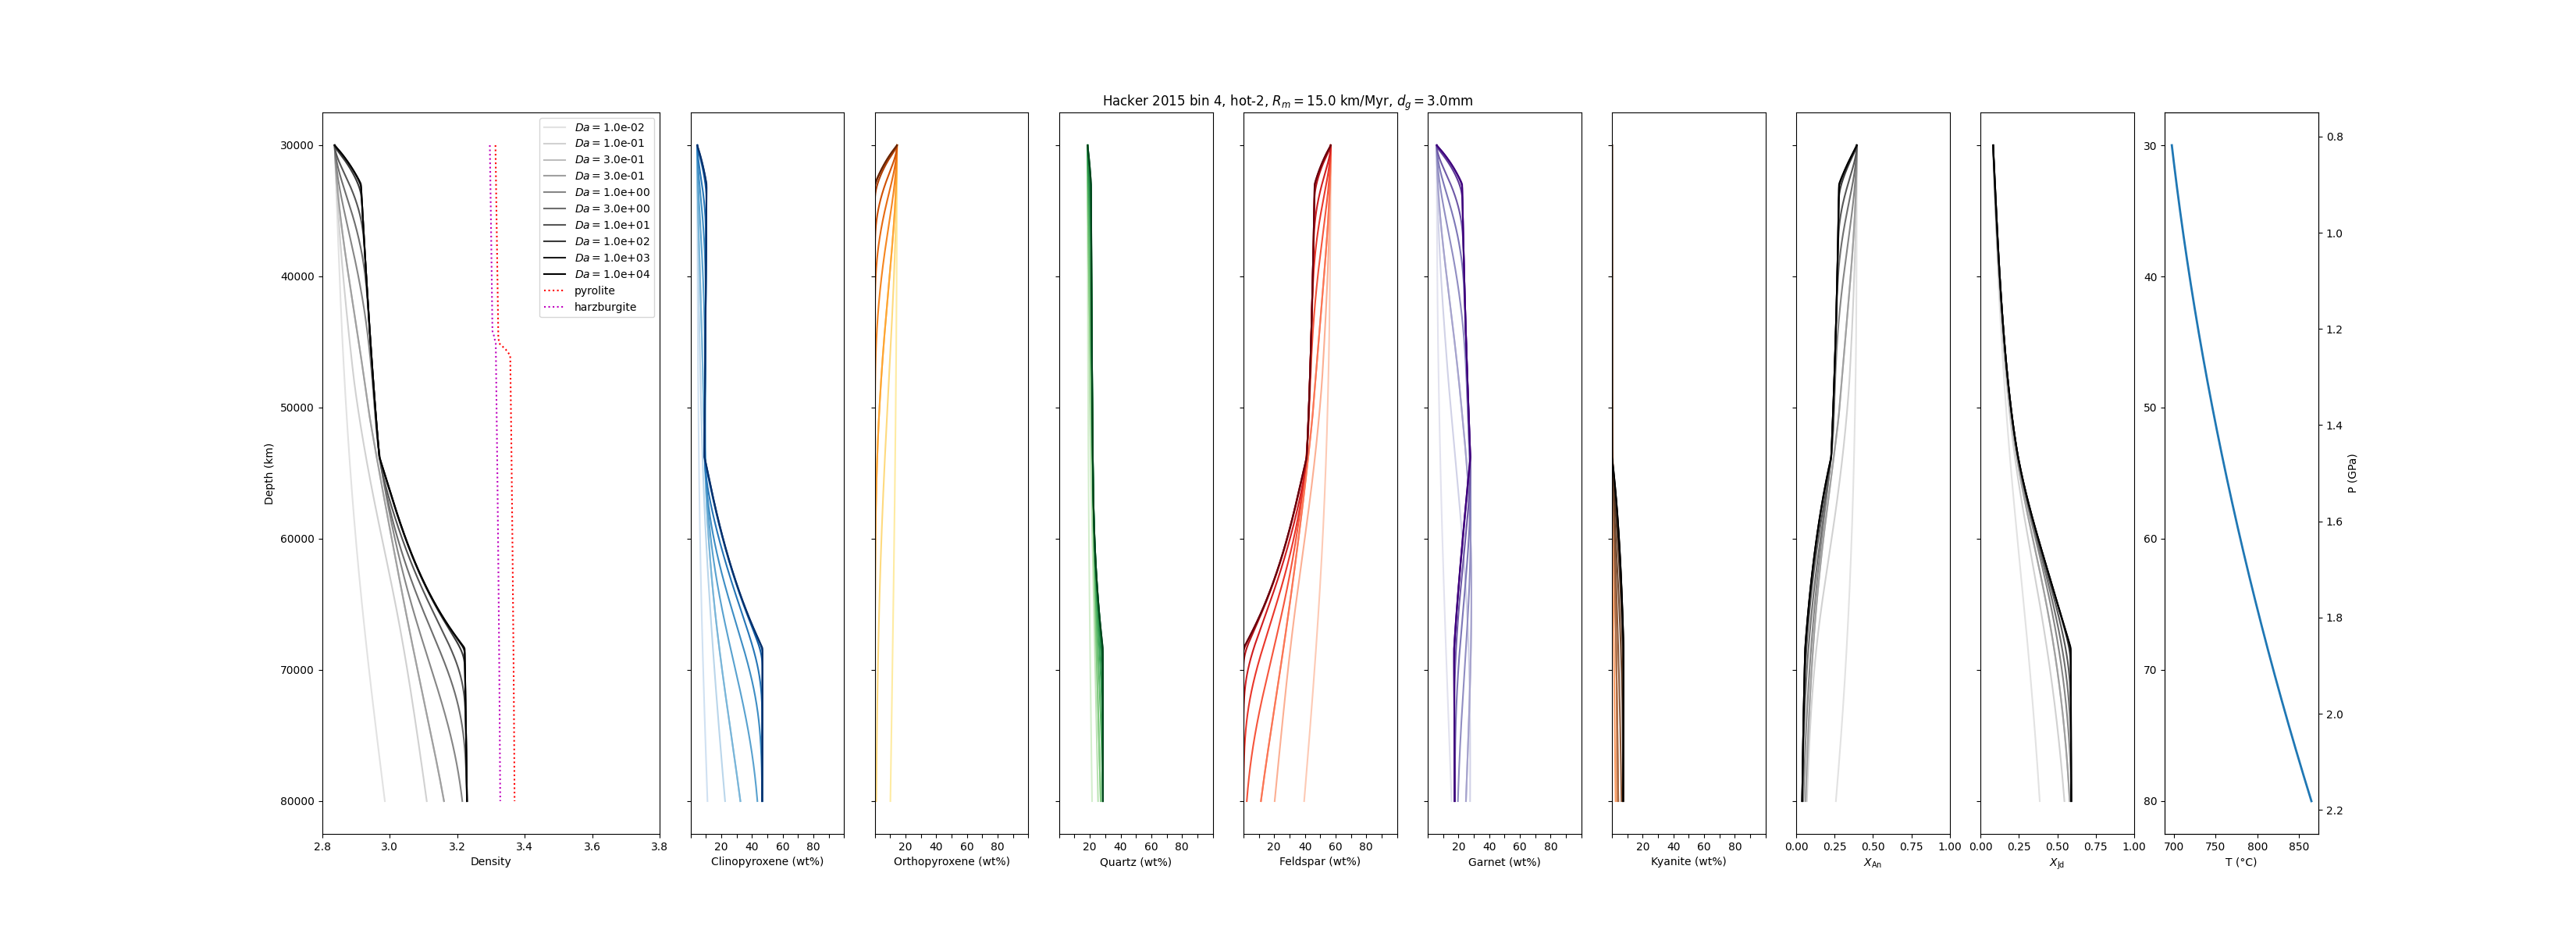 Hacker 2015 bin 4, hot-2, R_m = 15.0 km/Myr, d_g = 3.0mm
Da = 1.0e-02
Da = 1.0e-01
Da = 3.0e-01
Da = 3.0e-01
Da = 1.0e+00
Da = 3.0e+00
Da = 1.0e+01
Da = 1.0e+02
Da = 1.0e+03
Da = 1.0e+04
pyrolite
harzburgite
30000
40000
50000
60000
70000
80000
Depth (km)
2.8 3.0 3.2 3.4 3.6 3.8
Density
20 40 60 80
Clinopyroxene (wt%)
20 40 60 80
Orthopyroxene (wt%)
20 40 60 80
Quartz (wt%)
20 40 60 80
Feldspar (wt%)
20 40 60 80
Garnet (wt%)
20 40 60 80
Kyanite (wt%)
0.00 0.25 0.50 0.75 1.00
X_An
0.00 0.25 0.50 0.75 1.00
X_Jd
30
40
50
60
70
80
700 750 800 850
T (°C)
0.8
1.0
1.2
1.4
1.6
1.8
2.0
2.2
P (GPa)